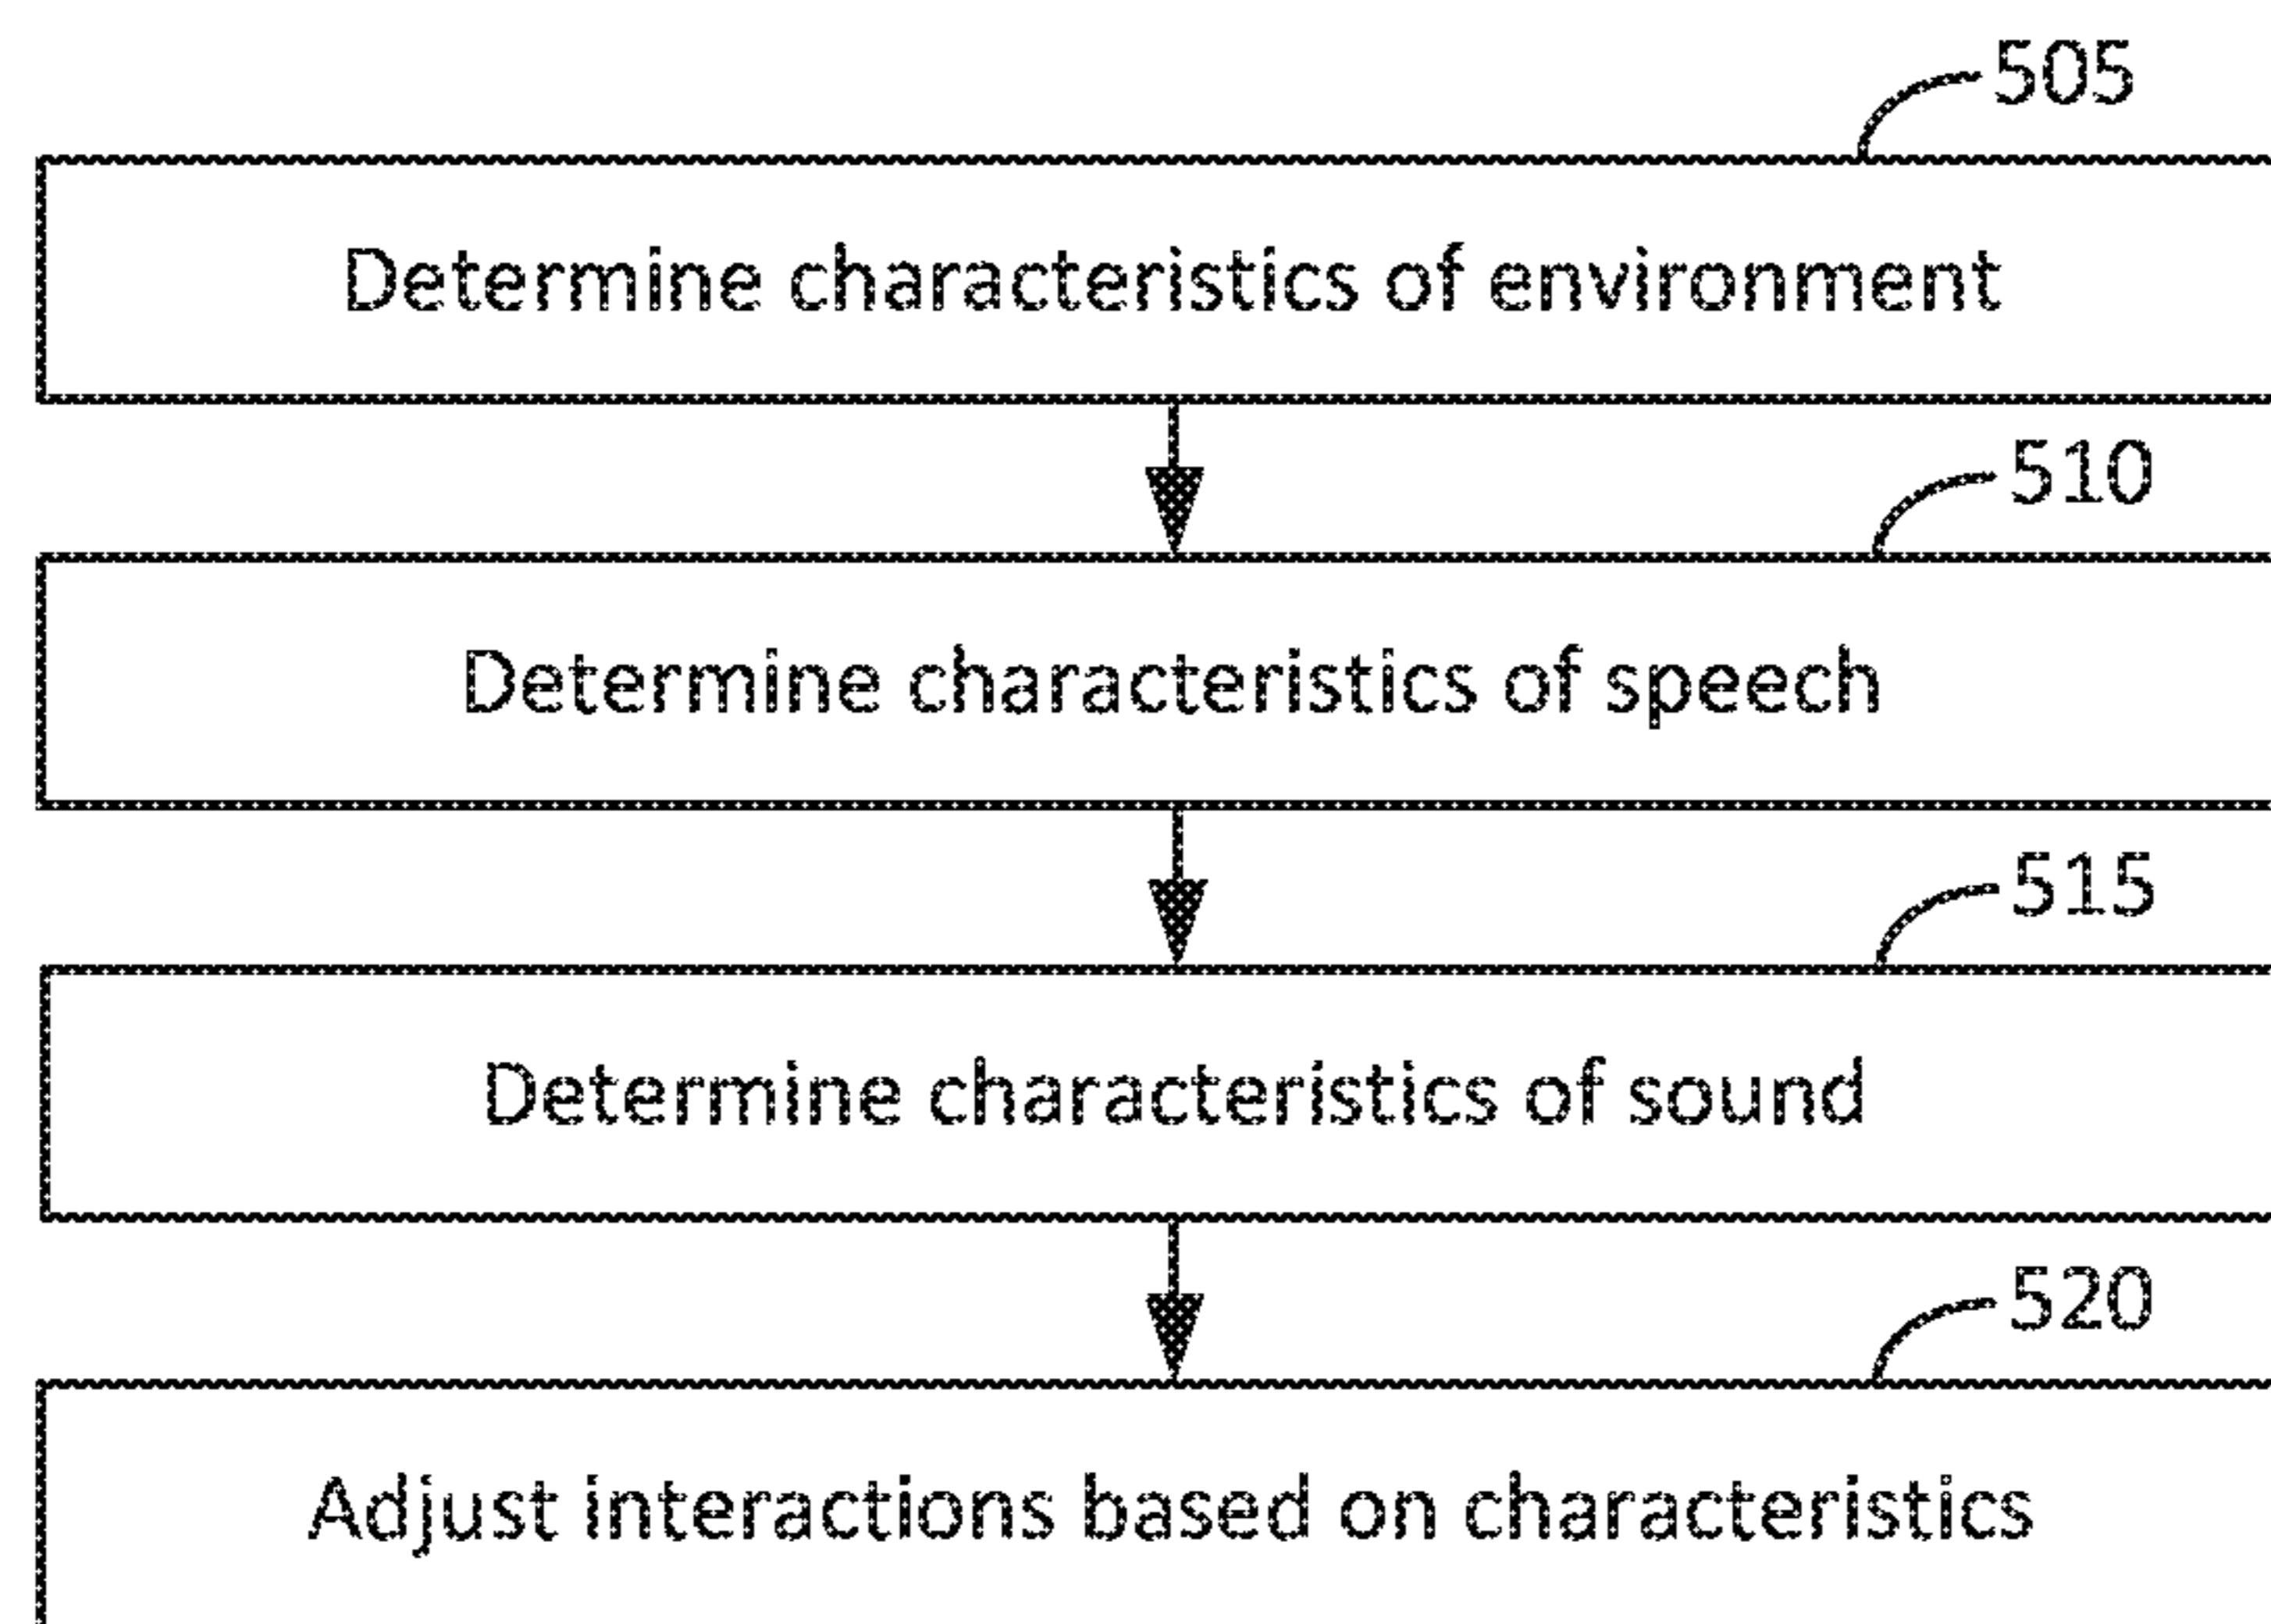 505
Determine characteristics of environment
510
Determine characteristics of speech
515
Determine characteristics of sound
520
Adjust interactions based on characteristics